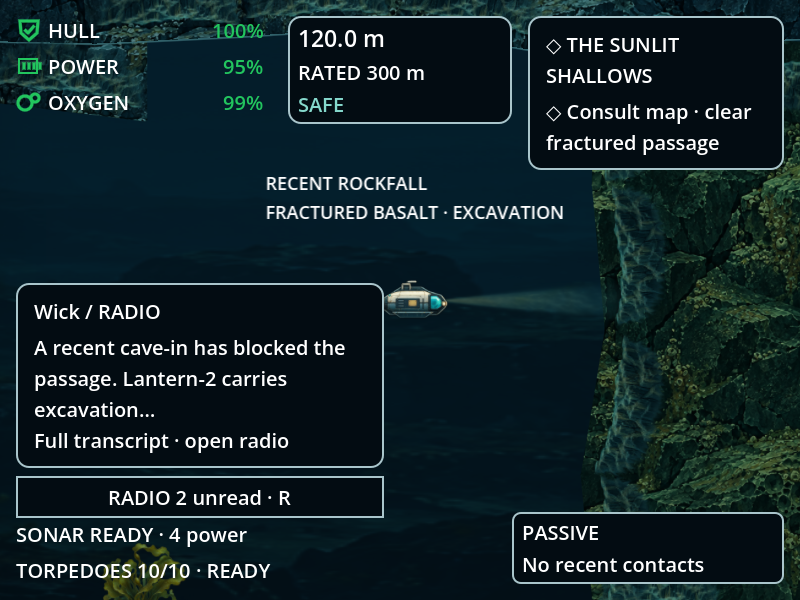 HULL 100%
POWER 95%
OXYGEN 99%
120.0 m
RATED 300 m
SAFE
◇ THE SUNLIT
SHALLOWS
◇ Consult map · clear
fractured passage
RECENT ROCKFALL
FRACTURED BASALT · EXCAVATION
Wick / RADIO
A recent cave-in has blocked the
passage. Lantern-2 carries
excavation...
Full transcript · open radio
RADIO 2 unread · R
SONAR READY · 4 power
TORPEDOES 10/10 · READY
PASSIVE
No recent contacts